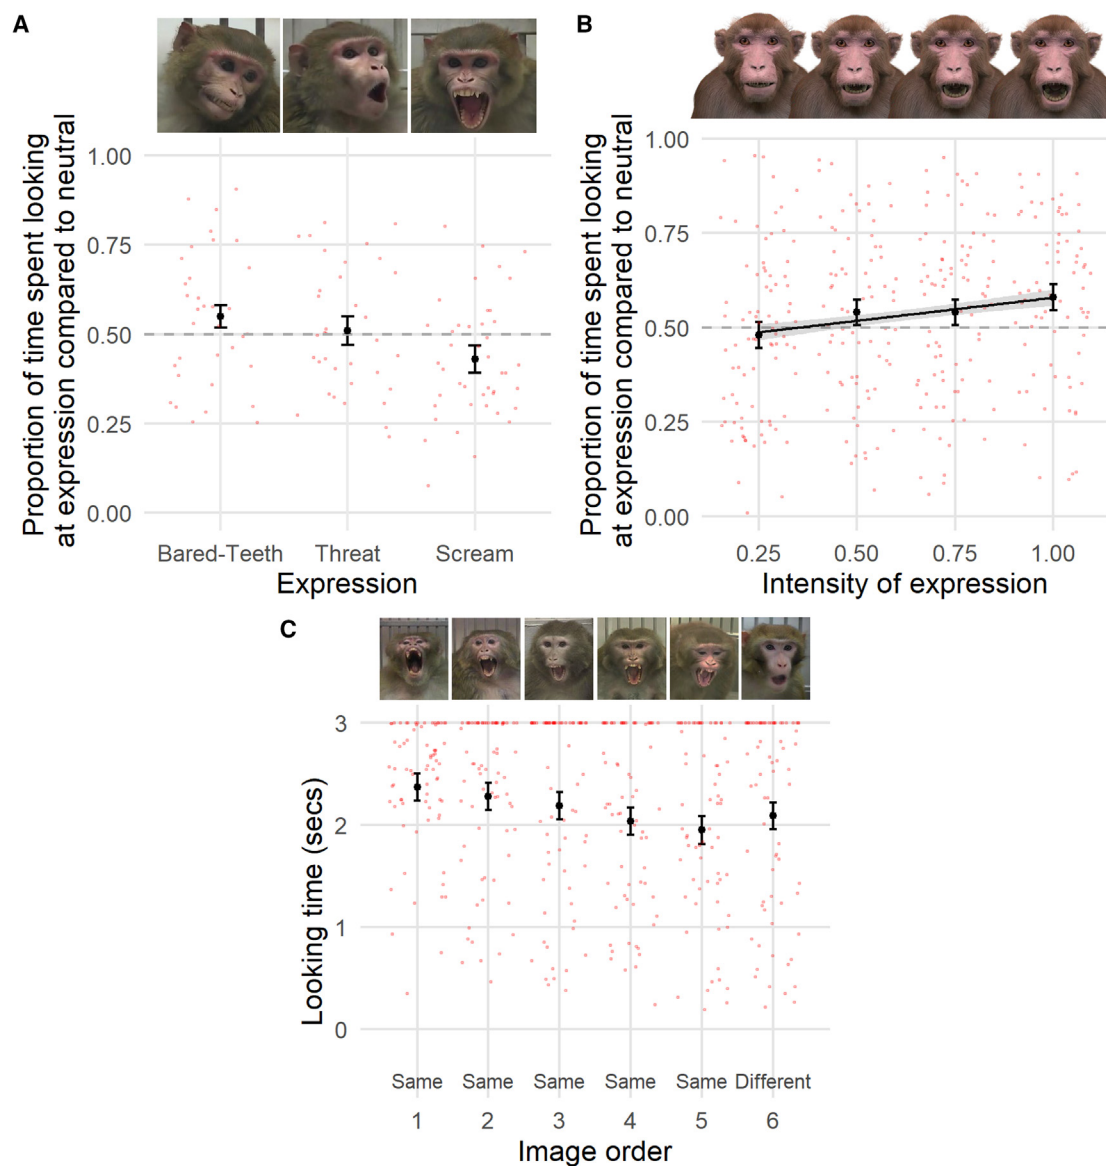 A
Proportion of time spent looking
at expression compared to neutral
1.00
0.75
0.50
0.25
0.00
Bared-Teeth Threat Scream
Expression
B
Proportion of time spent looking
at expression compared to neutral
1.00
0.75
0.50
0.25
0.00
0.25 0.50 0.75 1.00
Intensity of expression
C
Looking time (secs)
3
2
1
0
Same Same Same Same Same Different
1 2 3 4 5 6
Image order